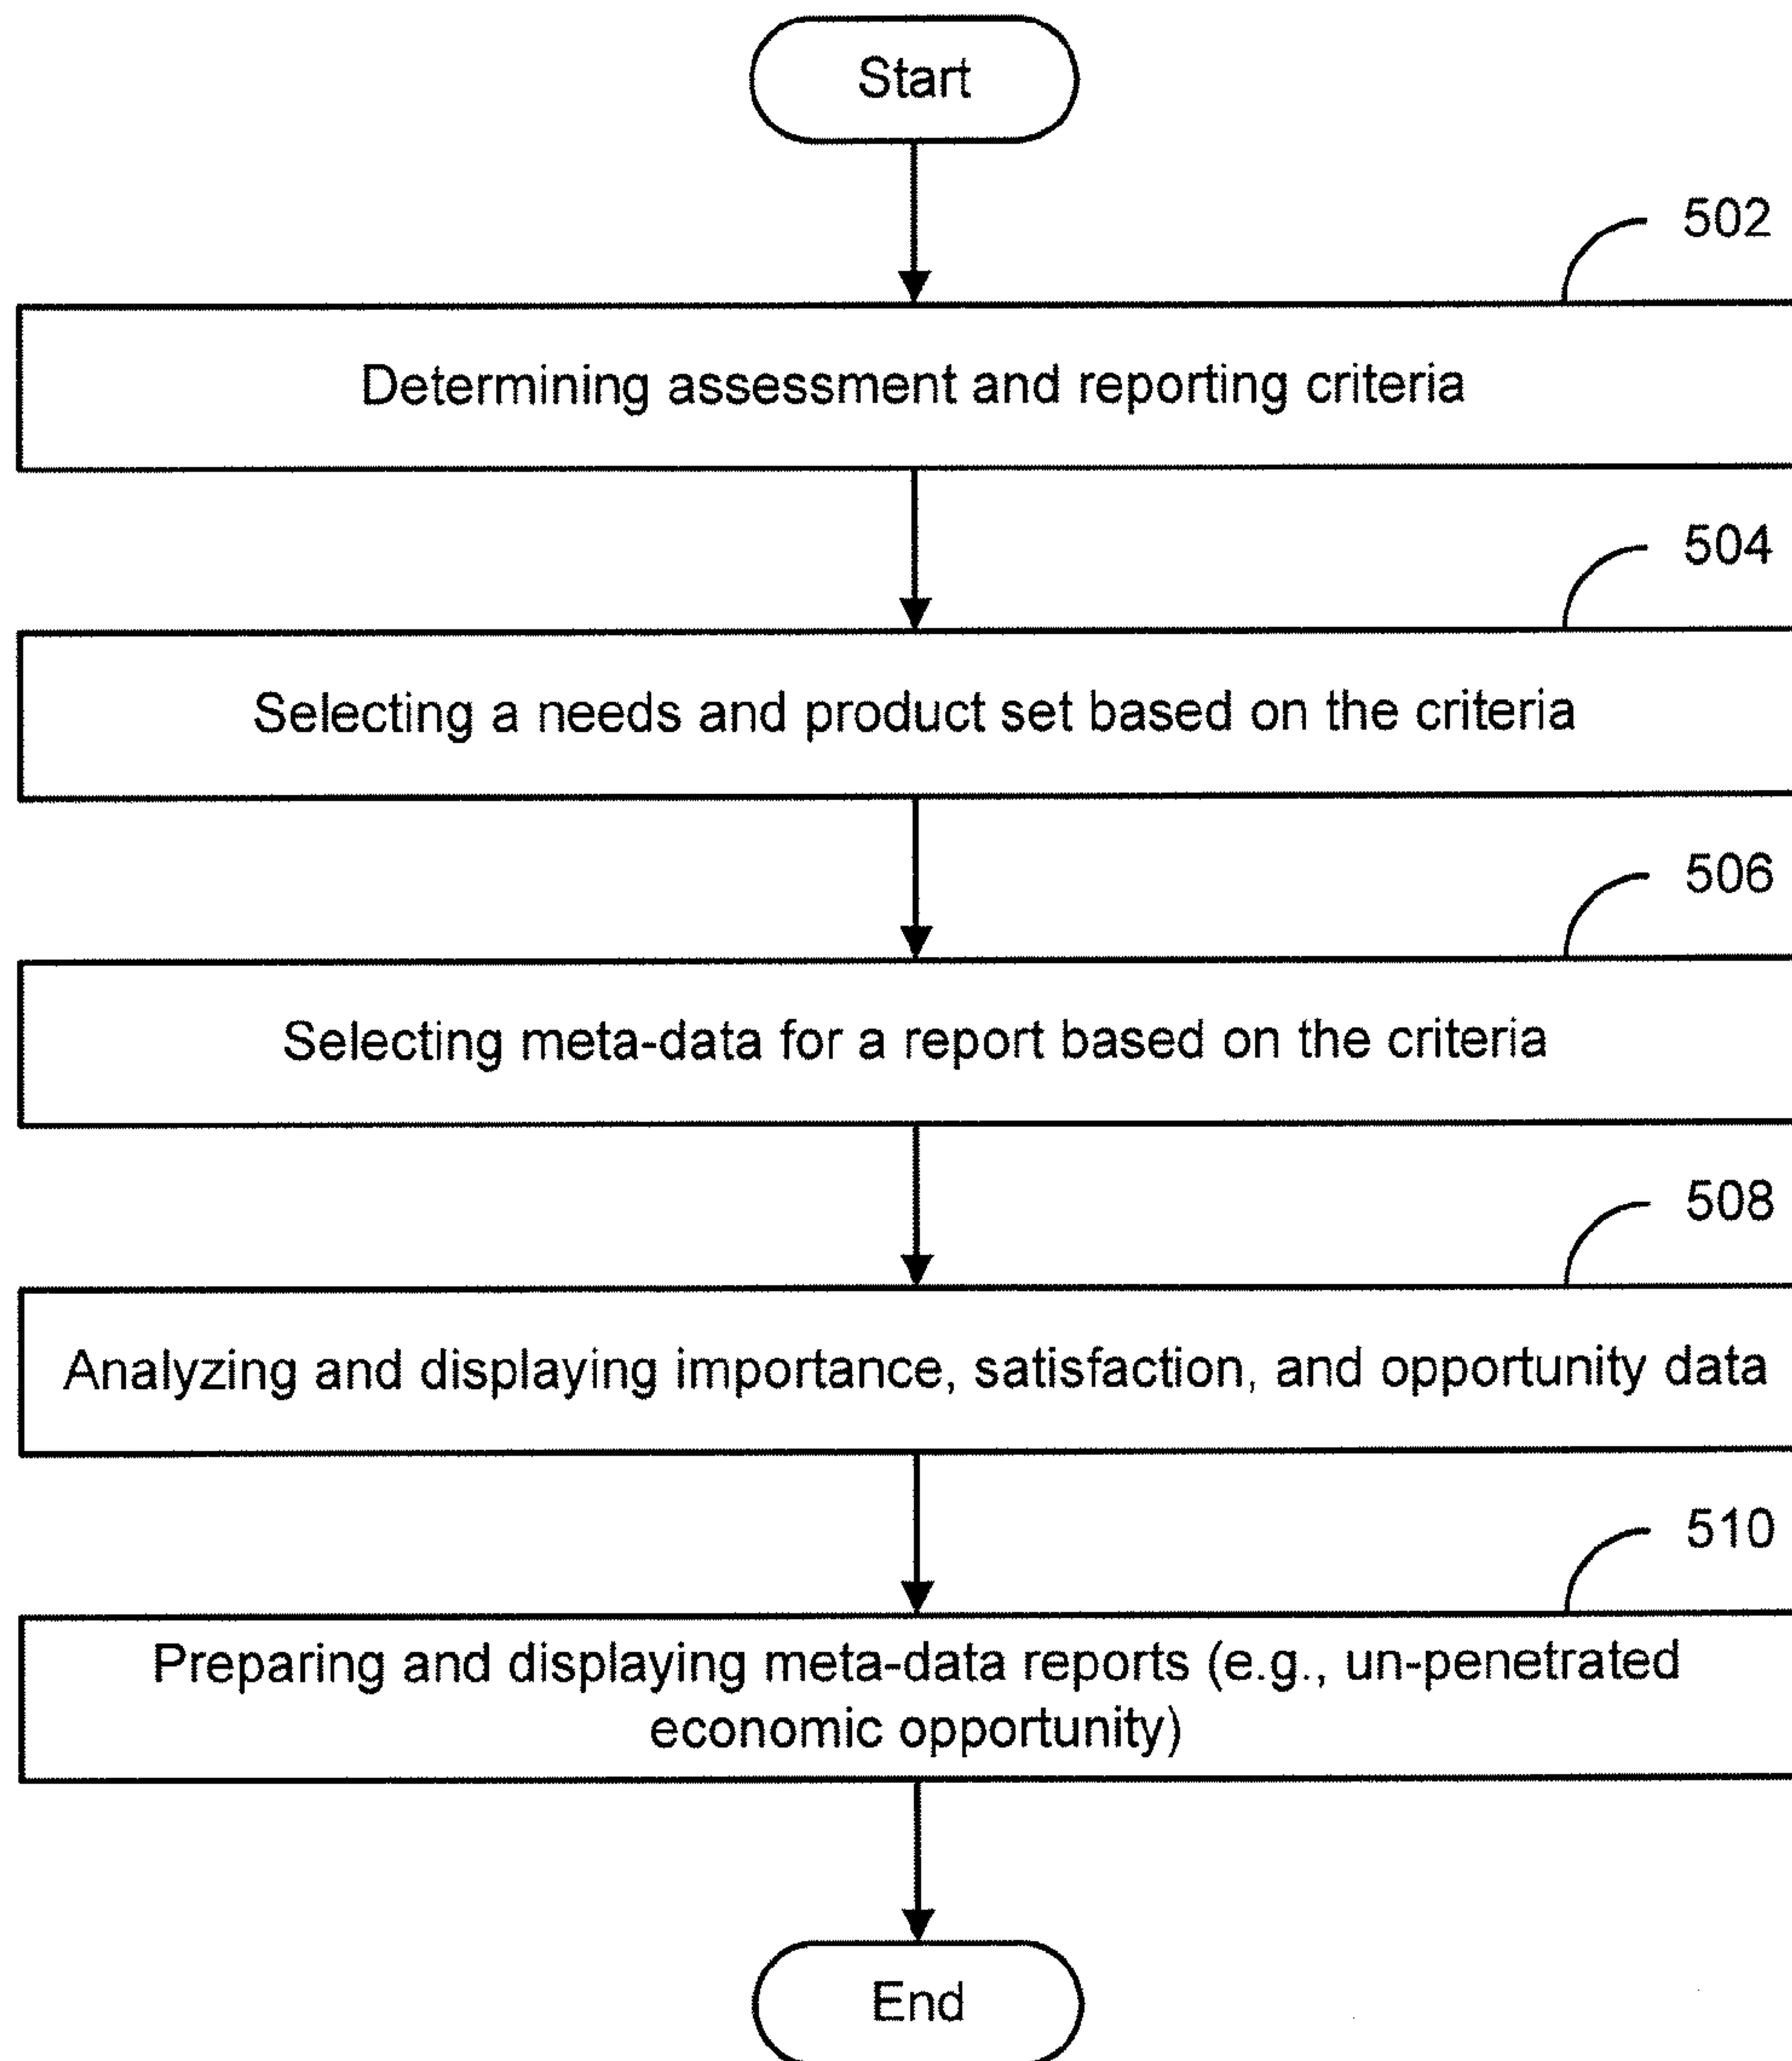 Start
502
Determining assessment and reporting criteria
504
Selecting a needs and product set based on the criteria
506
Selecting meta-data for a report based on the criteria
508
Analyzing and displaying importance, satisfaction, and opportunity data
510
Preparing and displaying meta-data reports (e.g., un-penetrated
economic opportunity)
End